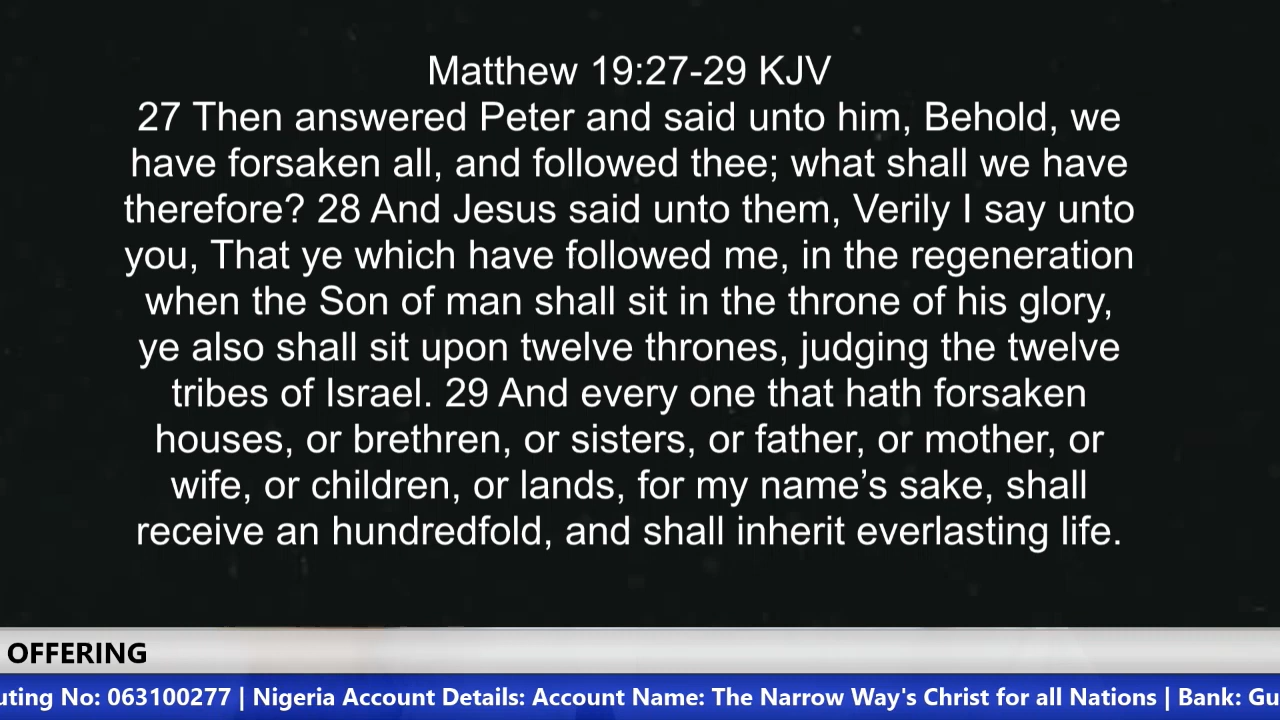 Matthew 19:27-29 KJV
27 Then answered Peter and said unto him, Behold, we
have forsaken all, and followed thee; what shall we have
therefore? 28 And Jesus said unto them, Verily I say unto
you, That ye which have followed me, in the regeneration
when the Son of man shall sit in the throne of his glory,
ye also shall sit upon twelve thrones, judging the twelve
tribes of Israel. 29 And every one that hath forsaken
houses, or brethren, or sisters, or father, or mother, or
wife, or children, or lands, for my name’s sake, shall
receive an hundredfold, and shall inherit everlasting life.
OFFERING
No: 063100277 | Nigeria Account Details: Account Name: The Narrow Way's Christ for all Nations | Bank: